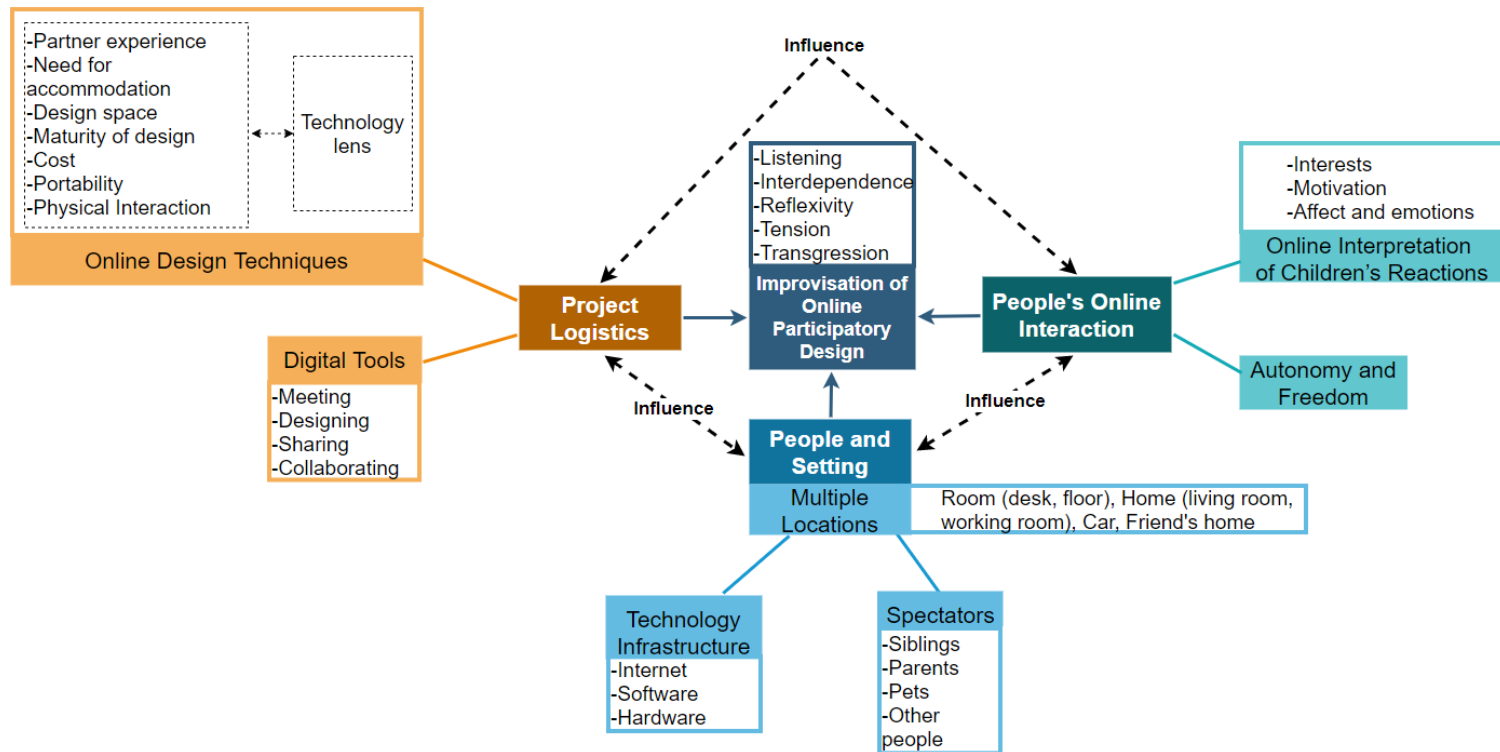 -Partner experience
-Need for
accommodation
-Design space
-Maturity of design
-Cost
-Portability
-Physical Interaction
Technology
lens
Online Design Techniques
Influence
-Listening
-Interdependence
-Reflexivity
-Tension
-Transgression
Improvisation of
Online
Participatory
Design
-Interests
-Motivation
-Affect and emotions
Online Interpretation
of Children's Reactions
Project
Logistics
People's Online
Interaction
Digital Tools
-Meeting
-Designing
-Sharing
-Collaborating
Autonomy and
Freedom
Influence
Influence
People and
Setting
Multiple
Locations
Room (desk, floor), Home (living room,
working room), Car, Friend's home
Technology
Infrastructure
-Internet
-Software
-Hardware
Spectators
-Siblings
-Parents
-Pets
-Other
people